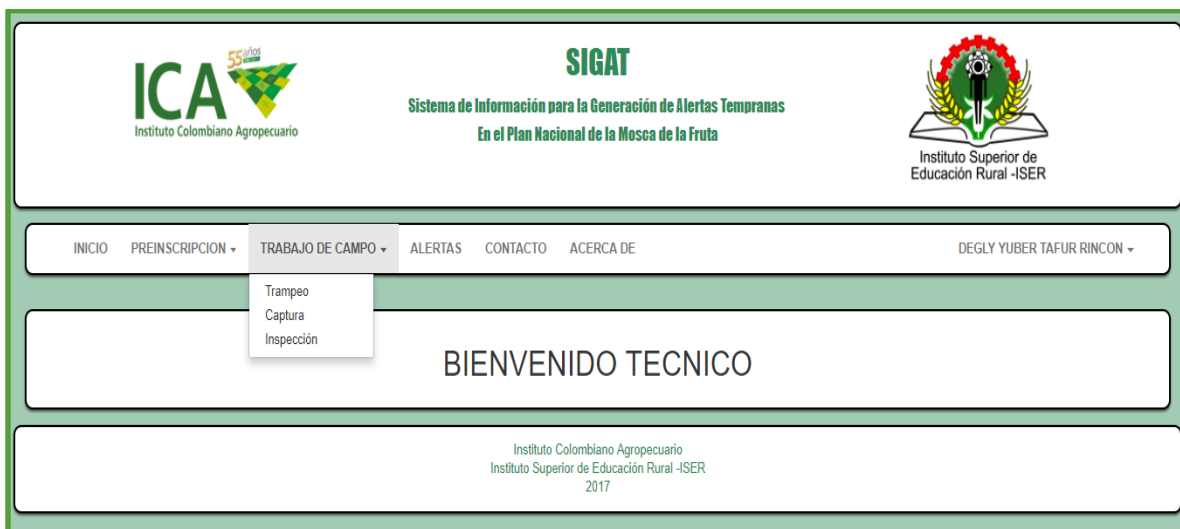 55 años
ICA
Instituto Colombiano Agropecuario
SIGAT
Sistema de Información para la Generación de Alertas Tempranas
En el Plan Nacional de la Mosca de la Fruta
Instituto Superior de
Educación Rural -ISER
INICIO PREINSCRIPCION TRABAJO DE CAMPO ALERTAS CONTACTO ACERCA DE DEGLY YUBER TAFUR RINCON
Trampeo
Captura
Inspección
BIENVENIDO TECNICO
Instituto Colombiano Agropecuario
Instituto Superior de Educación Rural -ISER
2017